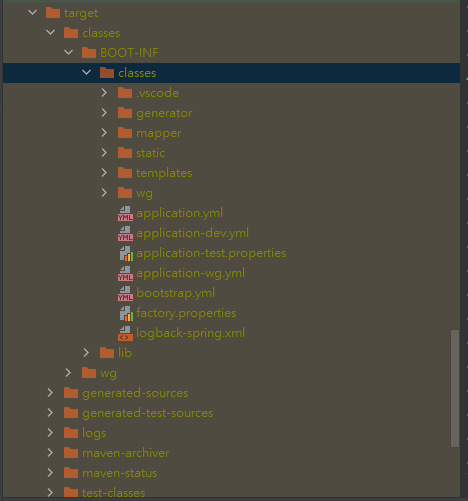 target
classes
BOOT-INF
classes
.vscode
generator
mapper
static
templates
wg
application.yml
application-dev.yml
application-test.properties
application-wg.yml
bootstrap.yml
factory.properties
logback-spring.xml
lib
wg
generated-sources
generated-test-sources
logs
maven-archiver
maven-status
test-classes